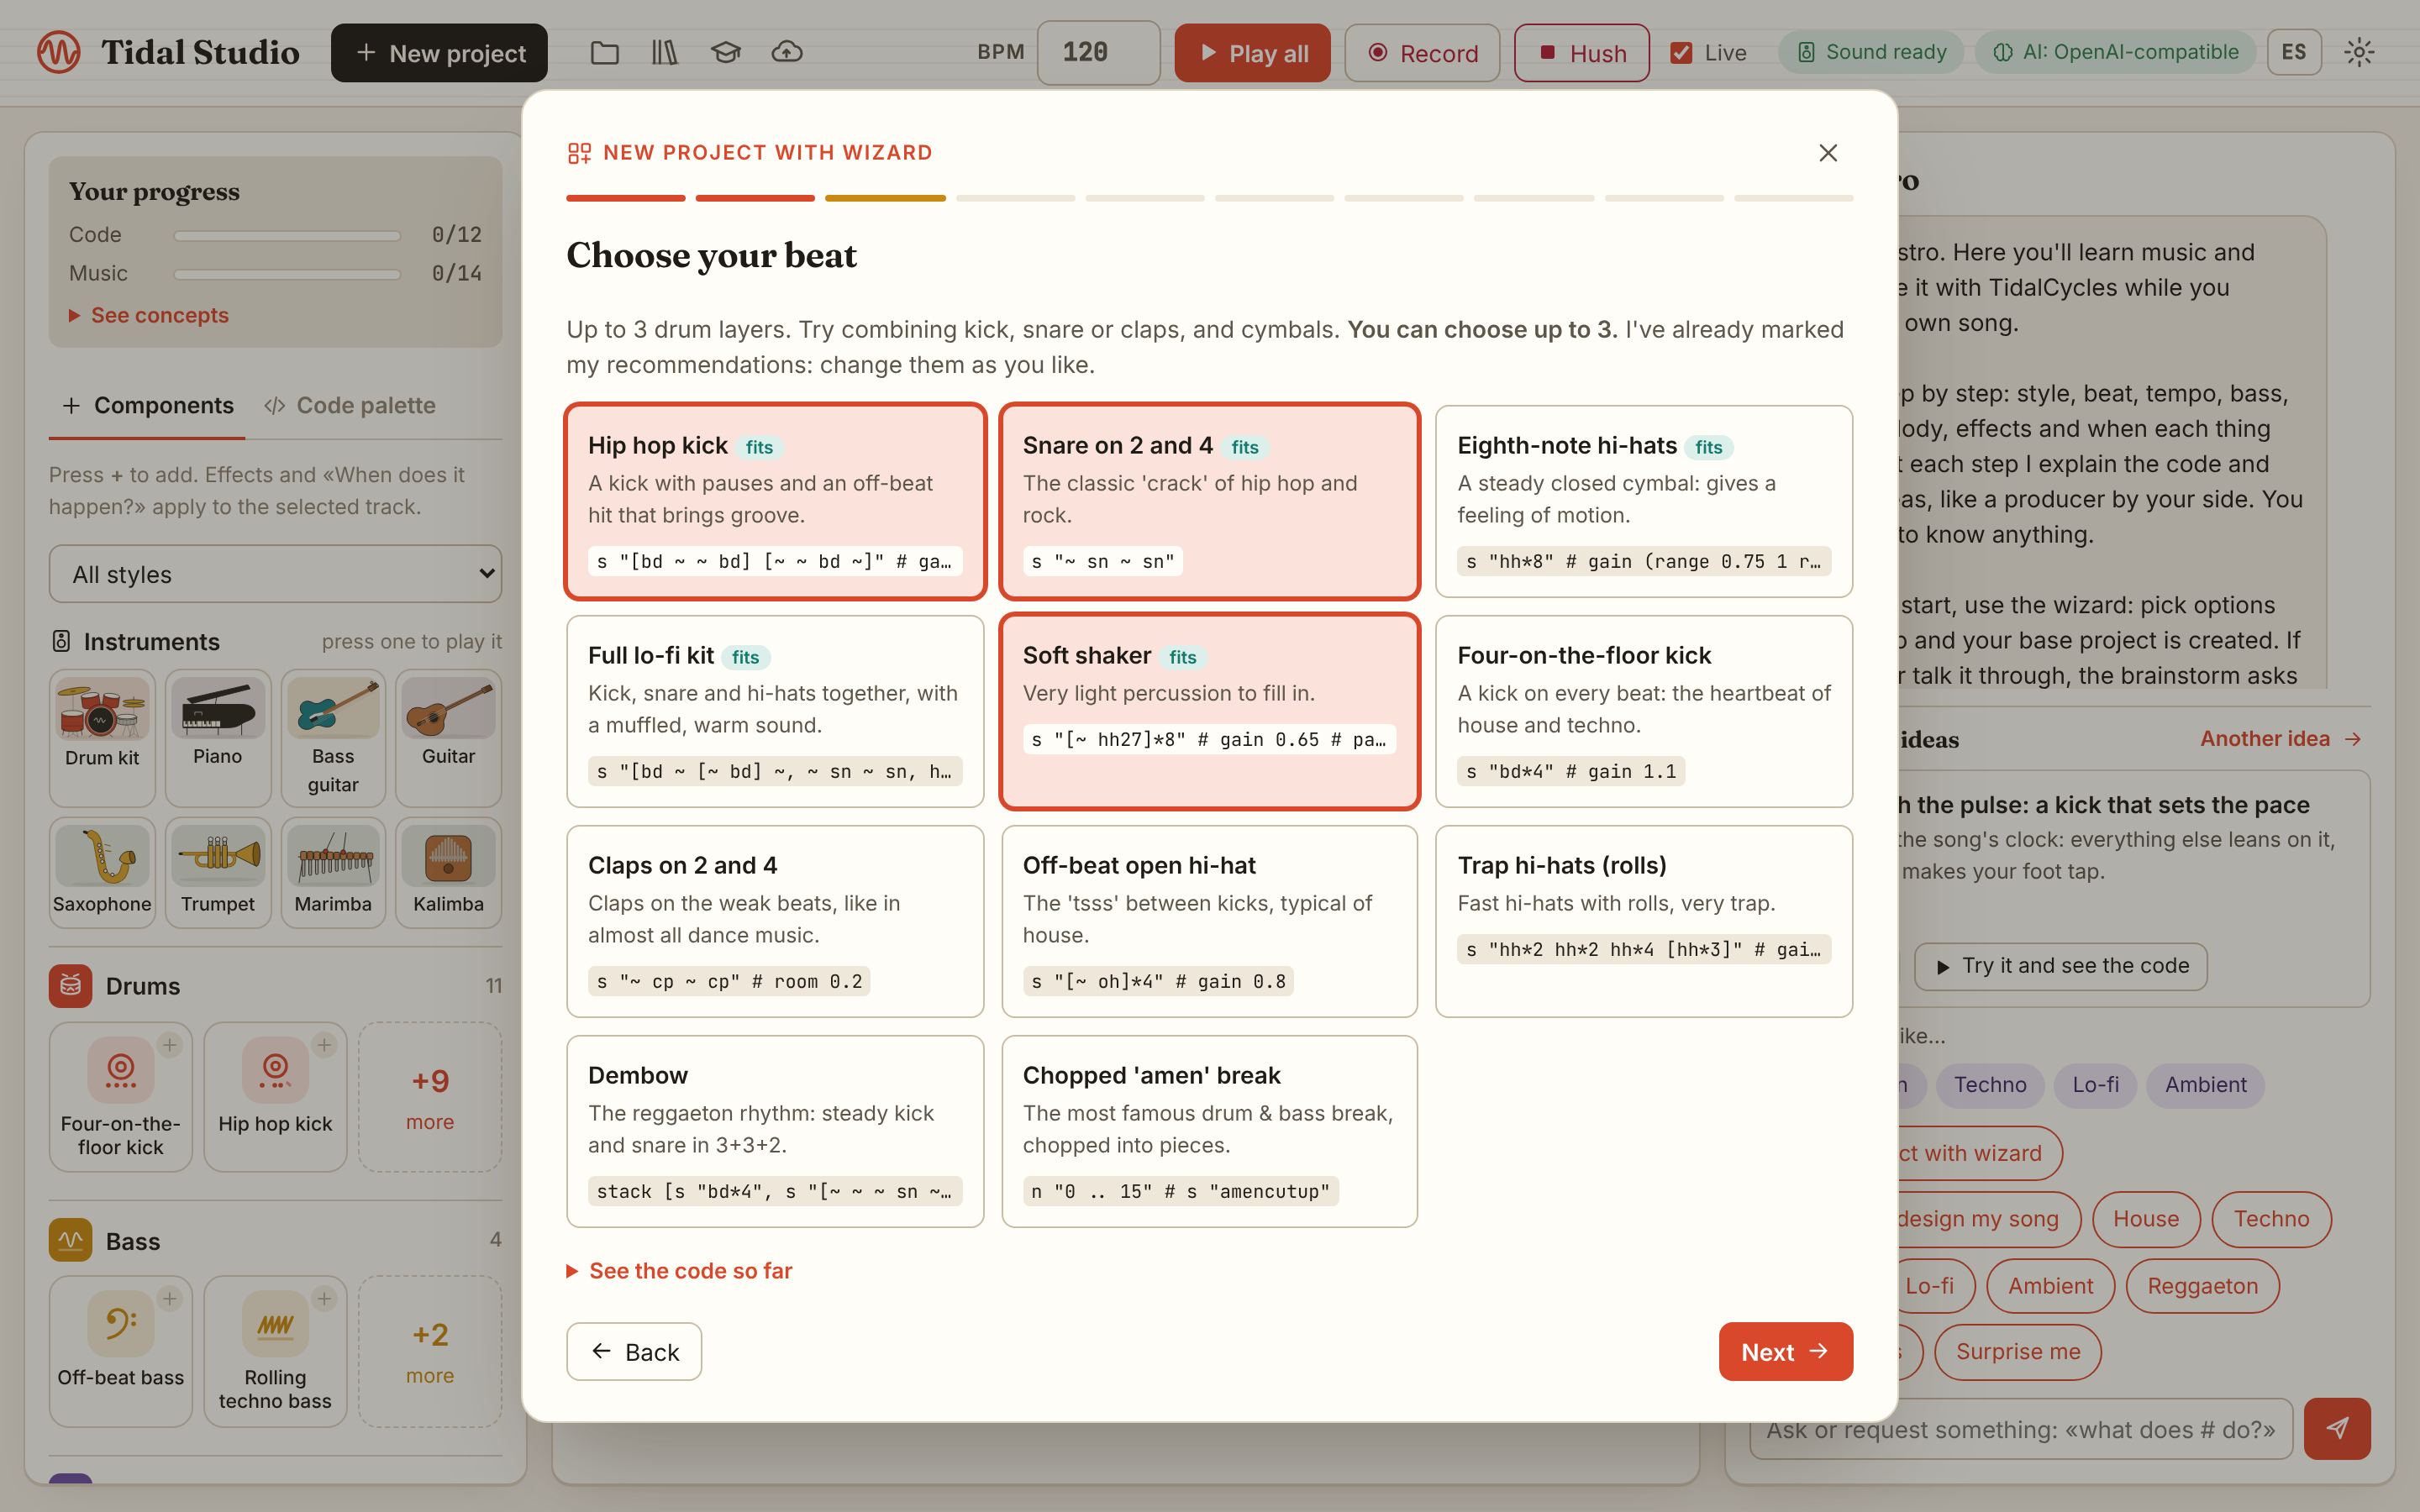 Tidal Studio
New project
BPM
120
Play all
Record
Hush
Live
Sound ready
AI: OpenAI-compatible
ES
Your progress
Code
0/12
Music
0/14
See concepts
Components
Code palette
Press + to add. Effects and «When does it
happen?» apply to the selected track.
All styles
Instruments
press one to play it
Drum kit
Piano
Bass
guitar
Guitar
Saxophone
Trumpet
Marimba
Kalimba
Drums
11
Four-on-the-
floor kick
Hip hop kick
+9
more
Bass
4
Off-beat bass
Rolling
techno bass
+2
more
NEW PROJECT WITH WIZARD
Choose your beat
Up to 3 drum layers. Try combining kick, snare or claps, and cymbals. You can choose up to 3. I've already marked
my recommendations: change them as you like.
Hip hop kick fits
A kick with pauses and an off-beat
hit that brings groove.
s "[bd ~ ~ bd] [~ ~ bd ~]" # ga…
Snare on 2 and 4 fits
The classic 'crack' of hip hop and
rock.
s "~ sn ~ sn"
Eighth-note hi-hats fits
A steady closed cymbal: gives a
feeling of motion.
s "hh*8" # gain (range 0.75 1 r…
Full lo-fi kit fits
Kick, snare and hi-hats together, with
a muffled, warm sound.
s "[bd ~ [~ bd] ~, ~ sn ~ sn, h…
Soft shaker fits
Very light percussion to fill in.
s "[~ hh27]*8" # gain 0.65 # pa…
Four-on-the-floor kick
A kick on every beat: the heartbeat of
house and techno.
s "bd*4" # gain 1.1
Claps on 2 and 4
Claps on the weak beats, like in
almost all dance music.
s "~ cp ~ cp" # room 0.2
Off-beat open hi-hat
The 'tsss' between kicks, typical of
house.
s "[~ oh]*4" # gain 0.8
Trap hi-hats (rolls)
Fast hi-hats with rolls, very trap.
s "hh*2 hh*2 hh*4 [hh*3]" # gai…
Dembow
The reggaeton rhythm: steady kick
and snare in 3+3+2.
stack [s "bd*4", s "[~ ~ ~ sn ~…
Chopped 'amen' break
The most famous drum & bass break,
chopped into pieces.
n "0 .. 15" # s "amencutup"
See the code so far
Back
Next
ro
stro. Here you'll learn music and
e it with TidalCycles while you
own song.
p by step: style, beat, tempo, bass,
lody, effects and when each thing
t each step I explain the code and
as, like a producer by your side. You
to know anything.
start, use the wizard: pick options
o and your base project is created. If
r talk it through, the brainstorm asks
ideas
Another idea
h the pulse: a kick that sets the pace
the song's clock: everything else leans on it,
makes your foot tap.
Try it and see the code
ike...
n
Techno
Lo-fi
Ambient
ct with wizard
design my song
House
Techno
Lo-fi
Ambient
Reggaeton
s
Surprise me
Ask or request something: «what does # do?»